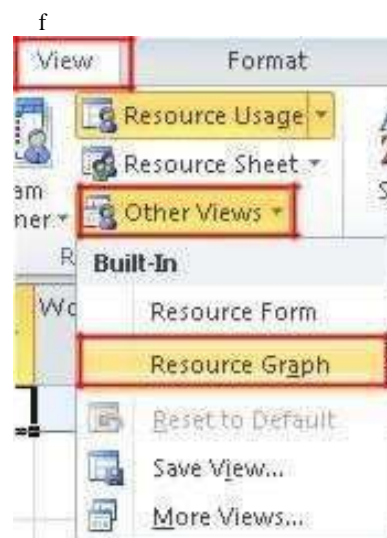 f
View Format
Resource Usage
Resource Sheet
am
ner
Other Views
R
Built-In
Wo
Resource Form
Resource Graph
Reset to Default
Save View...
More Views...